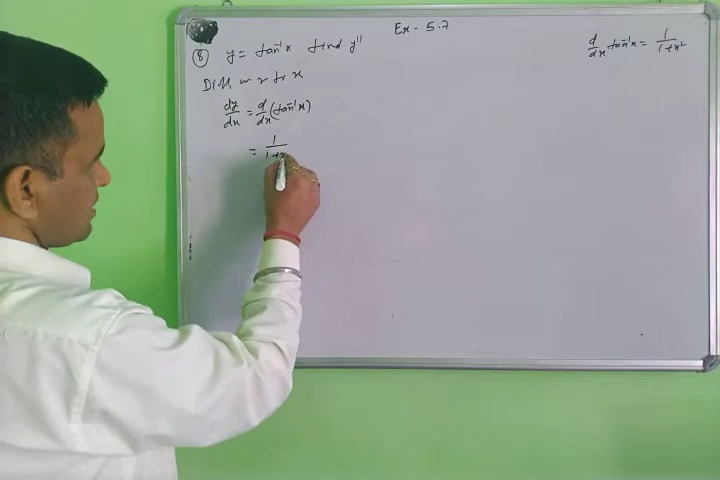 Ex - 5.7
⑧ y = tan⁻¹x find y''
d/dx tan⁻¹x = 1/1+x²
Diff w r to x
dy/dx = d/dx (tan⁻¹x)
= 1/1+x